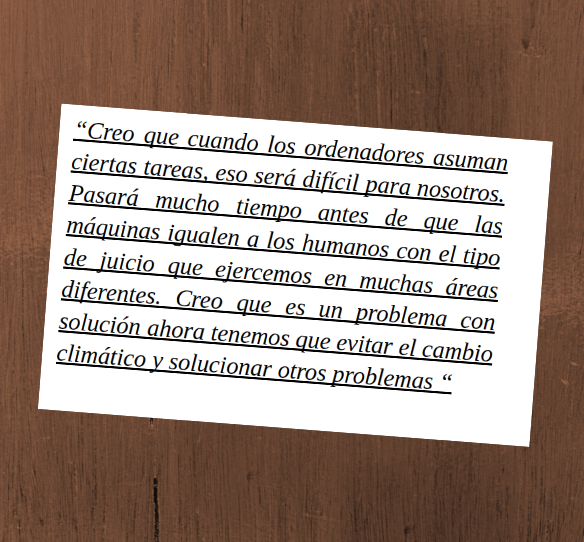 “Creo que cuando los ordenadores asuman
ciertas tareas, eso será difícil para nosotros.
Pasará mucho tiempo antes de que las
máquinas igualen a los humanos con el tipo
de juicio que ejercemos en muchas áreas
diferentes. Creo que es un problema con
solución ahora tenemos que evitar el cambio
climático y solucionar otros problemas “